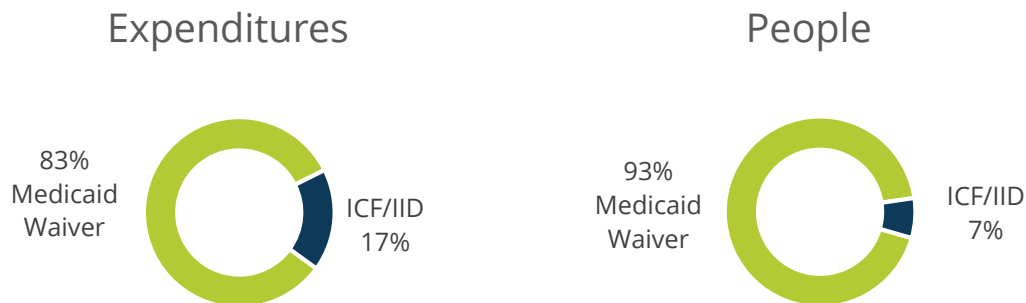 Expenditures
83%
Medicaid
Waiver
ICF/IID
17%
People
93%
Medicaid
Waiver
ICF/IID
7%